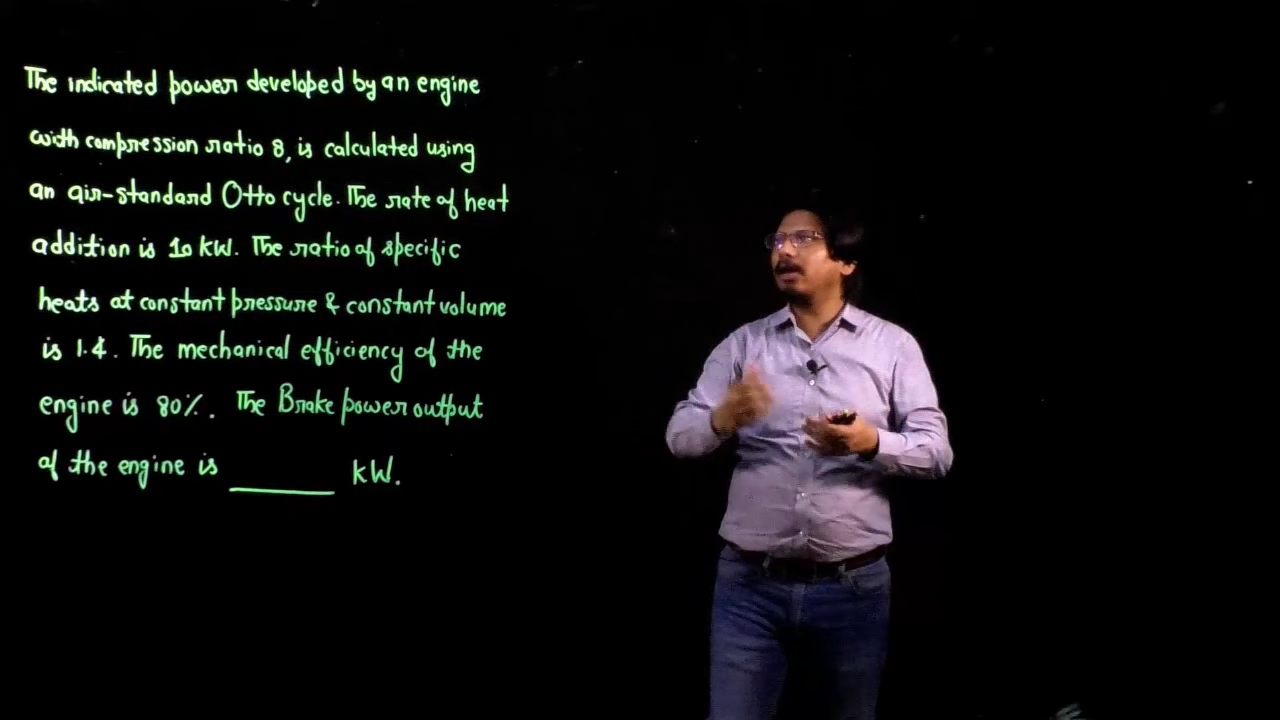 The indicated power developed by an engine
with compression ratio 8, is calculated using
an air-standard Otto cycle. The rate of heat
addition is 10 kW. The ratio of specific
heats at constant pressure & constant volume
is 1.4. The mechanical efficiency of the
engine is 80%. The Brake power output
of the engine is ______ kW.